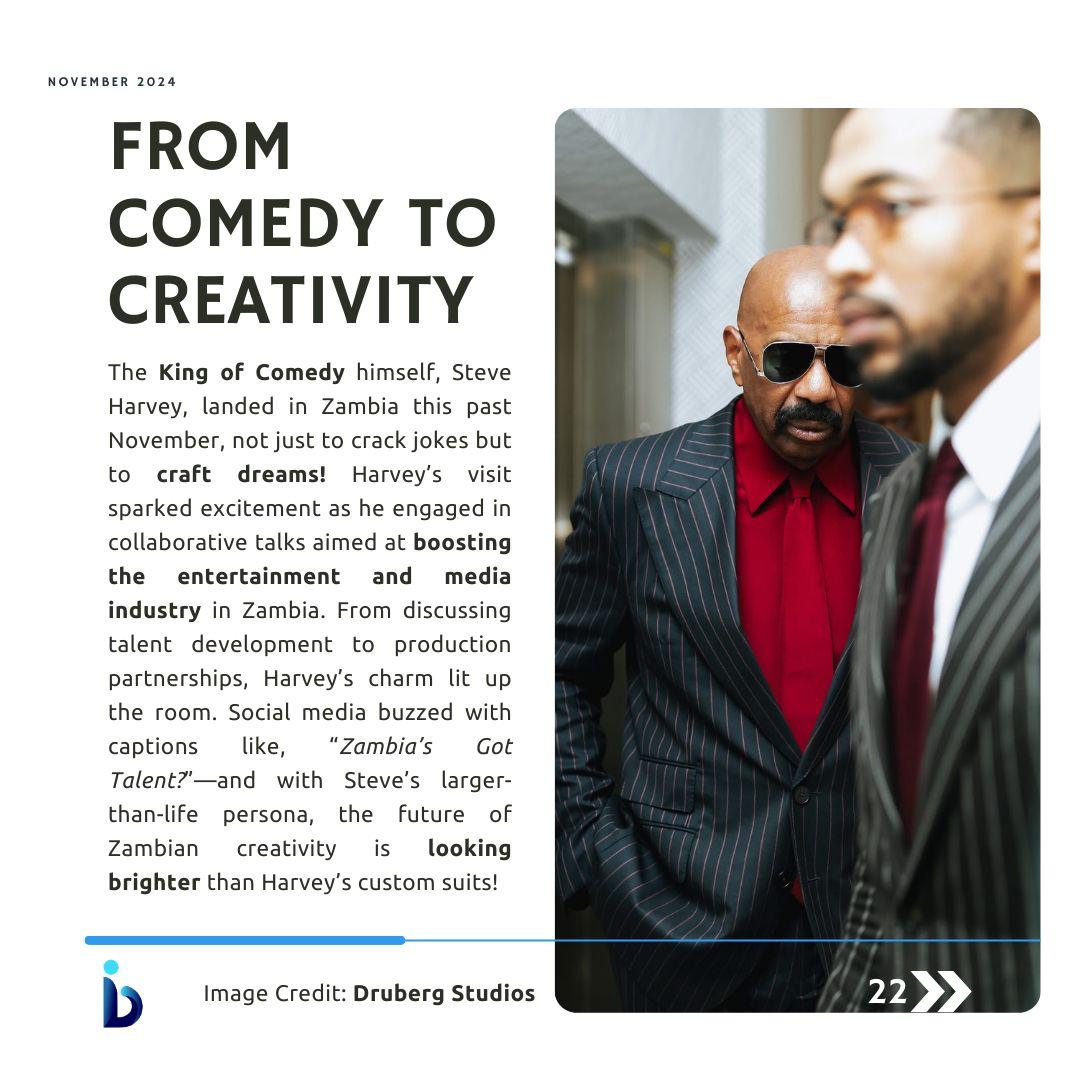 NOVEMBER 2024
FROM
COMEDY TO
CREATIVITY
The King of Comedy himself, Steve
Harvey, landed in Zambia this past
November, not just to crack jokes but
to craft dreams! Harvey’s visit
sparked excitement as he engaged in
collaborative talks aimed at boosting
the entertainment and media
industry in Zambia. From discussing
talent development to production
partnerships, Harvey’s charm lit up
the room. Social media buzzed with
captions like, “Zambia’s Got
Talent?”—and with Steve’s larger-
than-life persona, the future of
Zambian creativity is looking
brighter than Harvey’s custom suits!
Image Credit: Druberg Studios
22